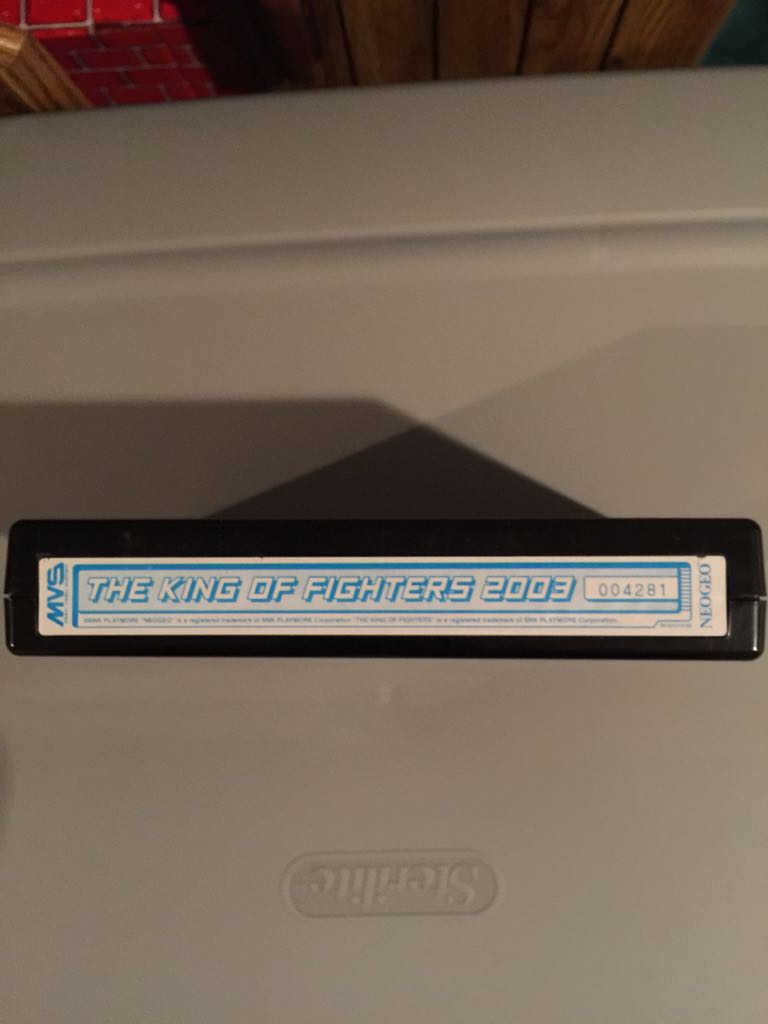 MVS
THE KING OF FIGHTERS 2003
004281
©SNK PLAYMORE "NEOGEO" is a registered trademark of SNK PLAYMORE Corporation "THE KING OF FIGHTERS" is a registered trademark of SNK PLAYMORE Corporation.
NEOGEO
Sterilite